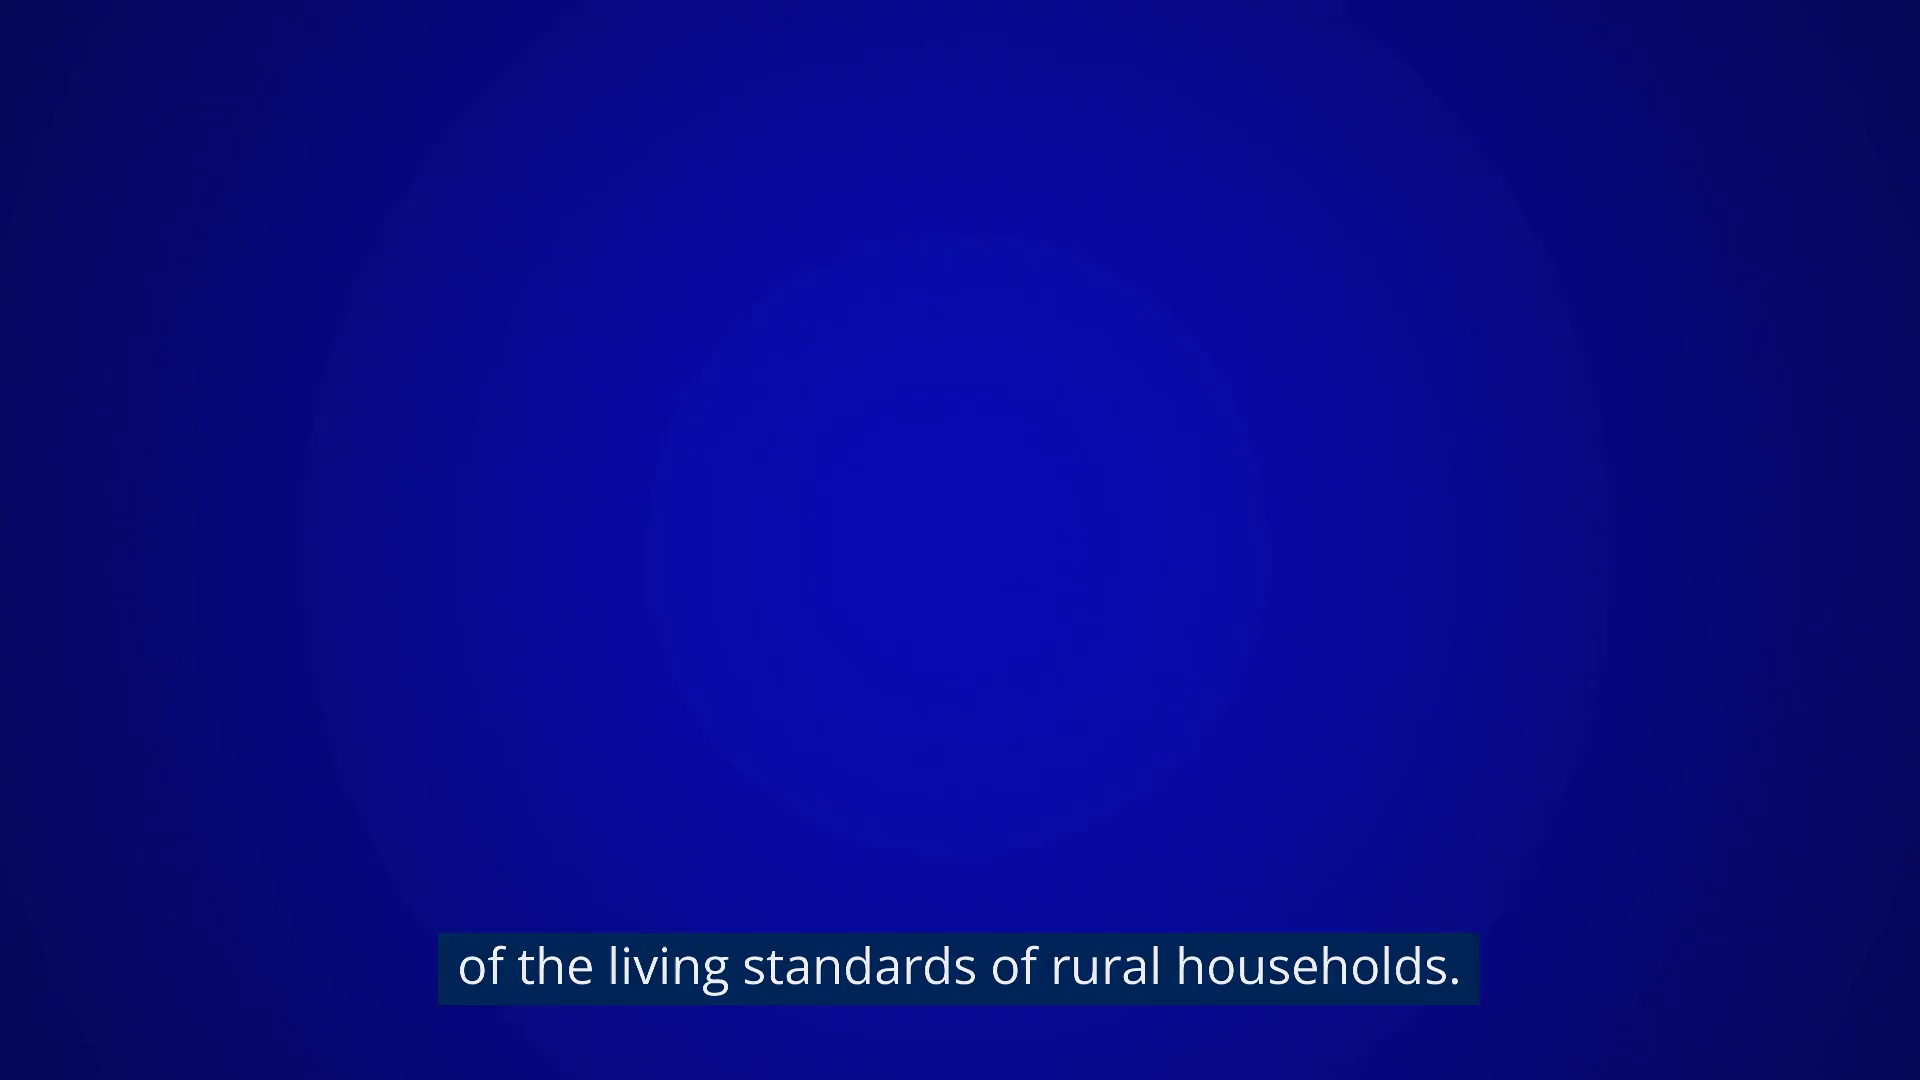 of the living standards of rural households.